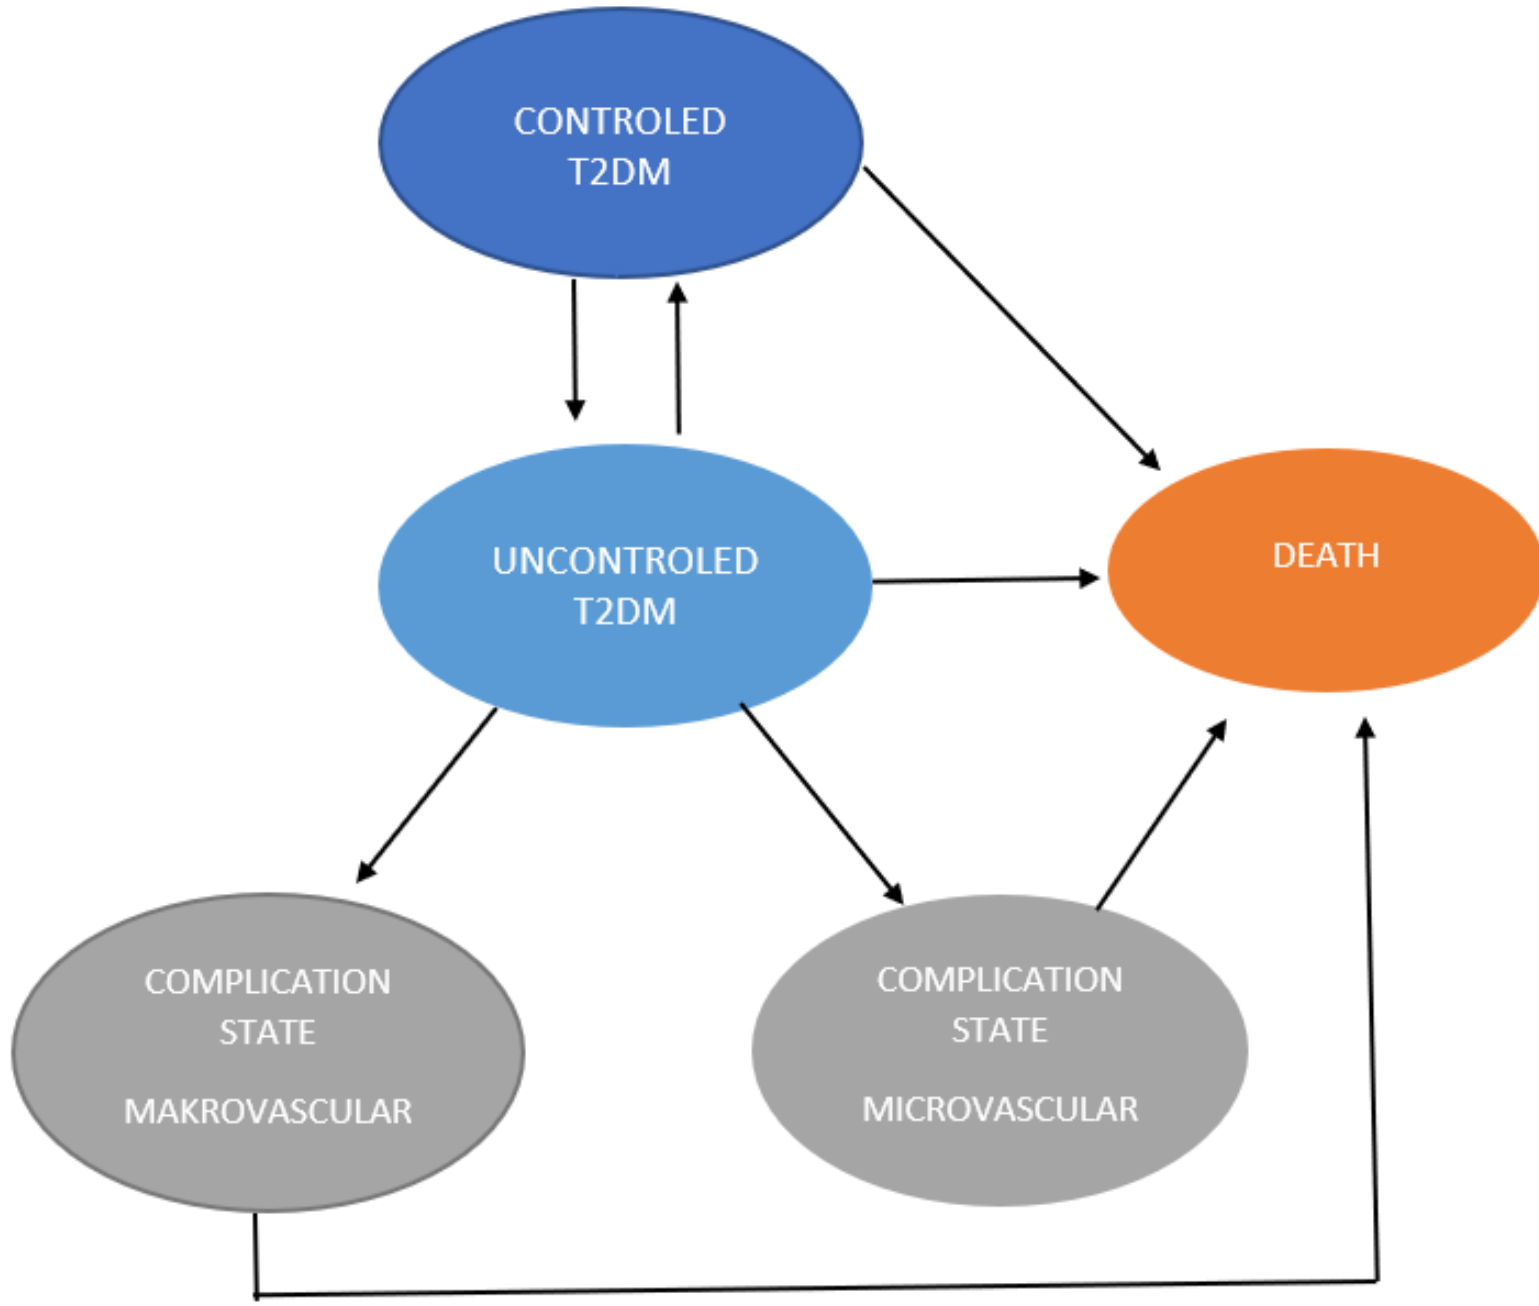 CONTROLED
T2DM
UNCONTROLED
T2DM
DEATH
COMPLICATION
STATE
MAKROVASCULAR
COMPLICATION
STATE
MICROVASCULAR